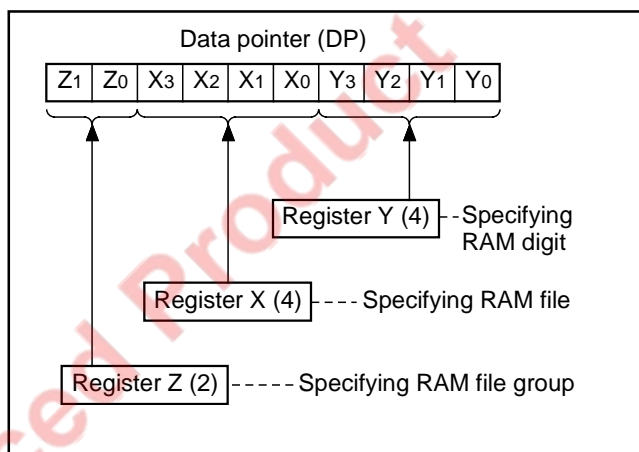 Data pointer (DP)
Z1 Z0 X3 X2 X1 X0 Y3 Y2 Y1 Y0
Register Y (4) Specifying
RAM digit
Register X (4) Specifying RAM file
Register Z (2) Specifying RAM file group
Product